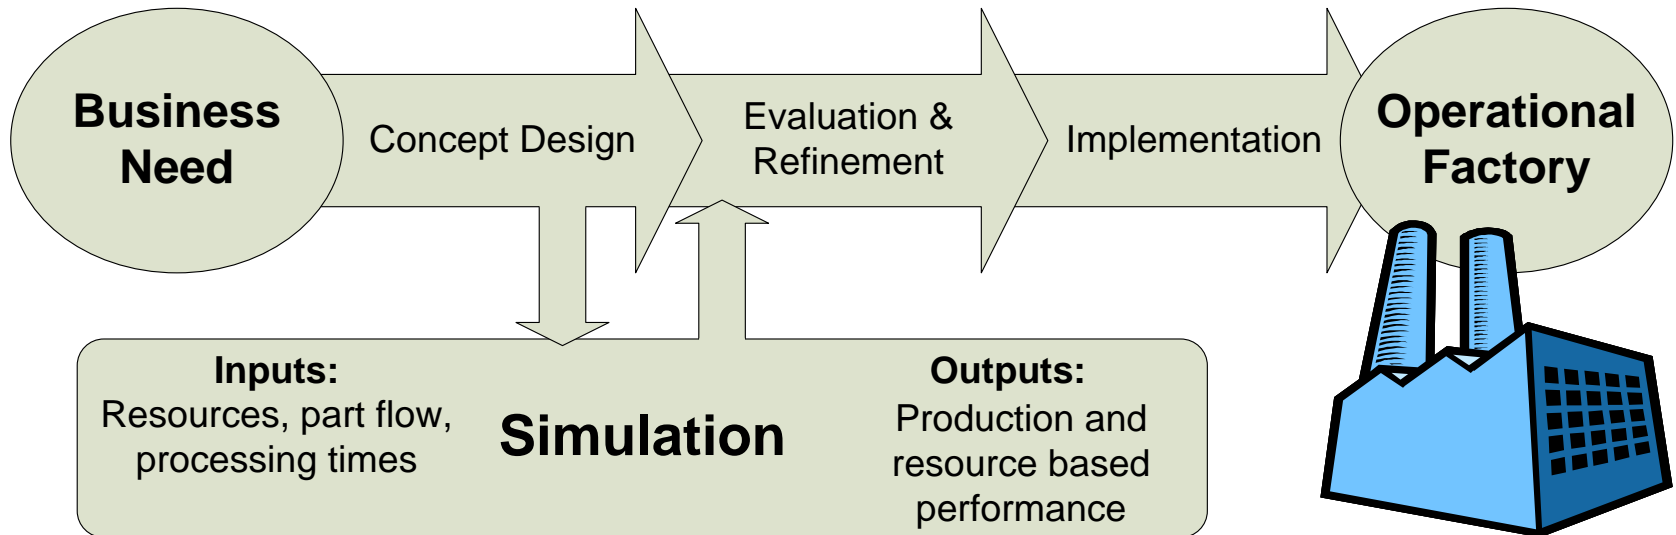 Business
Need
Concept Design
Evaluation &
Refinement
Implementation
Operational
Factory
Inputs:
Resources, part flow,
processing times
Simulation
Outputs:
Production and
resource based
performance